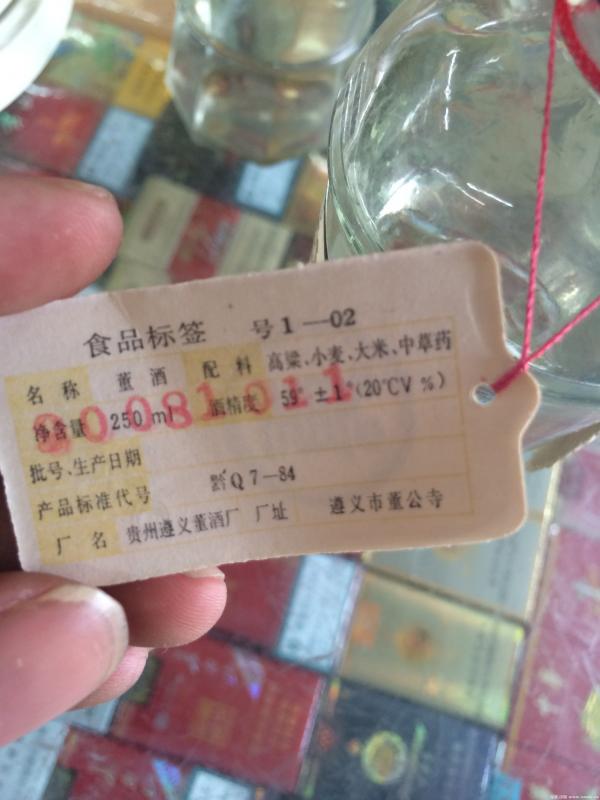 食品标签 号1—02
名称 董酒 配料 高粱、小麦、大米、中草药
净含量 250ml 酒精度 59°±1°(20℃V%)
批号、生产日期
产品标准代号 黔Q7—84
厂名 贵州遵义董酒厂 厂址 遵义市董公寺